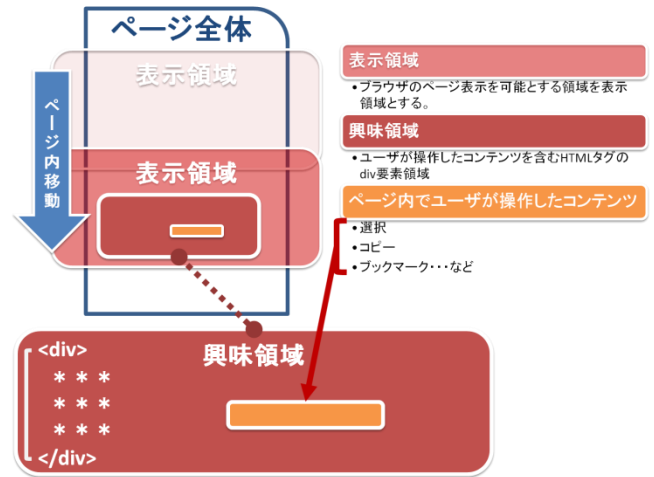 ページ全体
表示領域
ページ内移動
表示領域
表示領域
•ブラウザのページ表示を可能とする領域を表示
領域とする。
興味領域
•ユーザが操作したコンテンツを含むHTMLタグの
div要素領域
ページ内でユーザが操作したコンテンツ
•選択
•コピー
•ブックマーク・・・など
<div>
興味領域
* * *
* * *
* * *
</div>